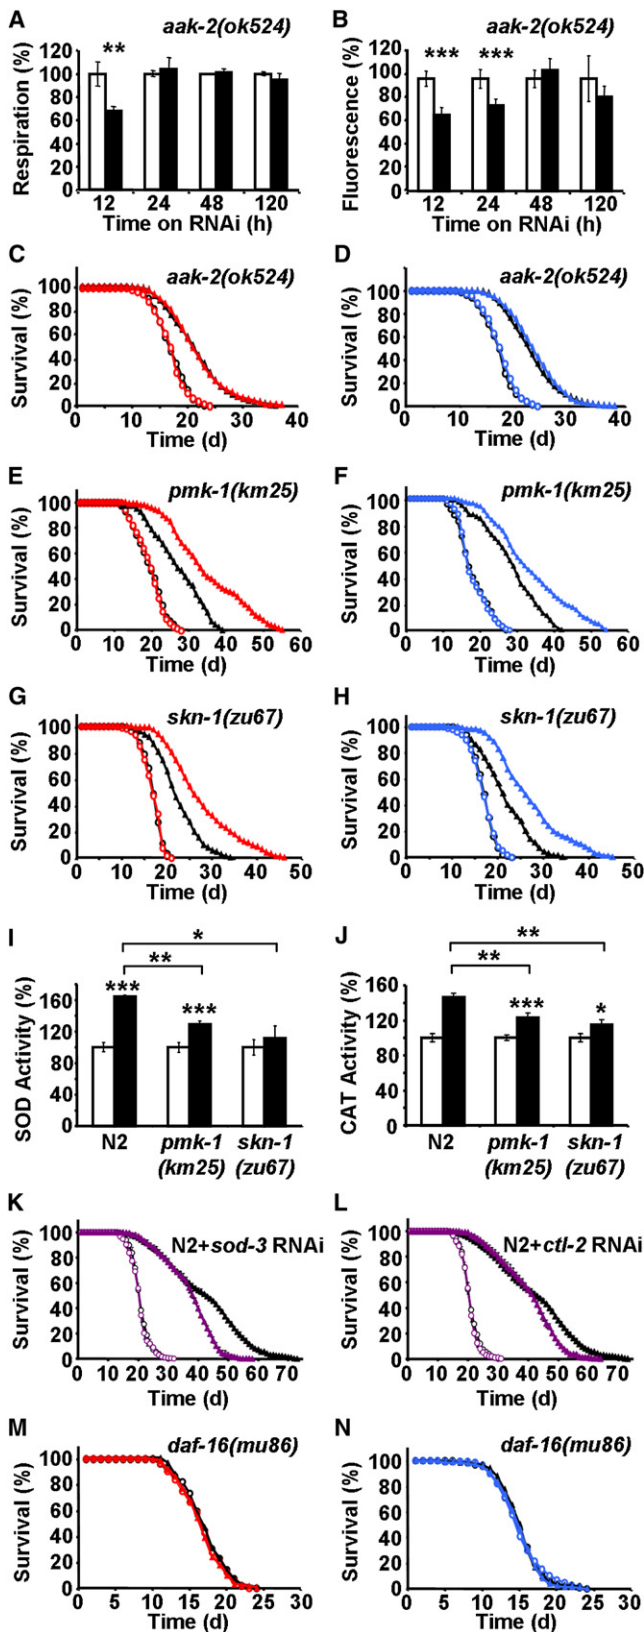 A
aak-2(ok524)
Respiration (%)
120
100
80
60
40
20
0
**
12 24 48 120
Time on RNAi (h)
B
aak-2(ok524)
Fluorescence (%)
120
100
80
60
40
20
0
*** ***
12 24 48 120
Time on RNAi (h)
C
aak-2(ok524)
Survival (%)
100
80
60
40
20
0
0 10 20 30 40
Time (d)
D
aak-2(ok524)
Survival (%)
100
80
60
40
20
0
0 10 20 30 40
Time (d)
E
pmk-1(km25)
Survival (%)
100
80
60
40
20
0
0 10 20 30 40 50 60
Time (d)
F
pmk-1(km25)
Survival (%)
100
80
60
40
20
0
0 10 20 30 40 50 60
Time (d)
G
skn-1(zu67)
Survival (%)
100
80
60
40
20
0
0 10 20 30 40 50
Time (d)
H
skn-1(zu67)
Survival (%)
100
80
60
40
20
0
0 10 20 30 40 50
Time (d)
I
SOD Activity (%)
160
120
80
40
0
*
**
*** ***
N2 pmk-1 skn-1
(km25) (zu67)
J
CAT Activity (%)
160
120
80
40
0
**
**
*** *
N2 pmk-1 skn-1
(km25) (zu67)
K
N2+sod-3 RNAi
Survival (%)
100
80
60
40
20
0
0 10 20 30 40 50 60 70
Time (d)
L
N2+ctl-2 RNAi
Survival (%)
100
80
60
40
20
0
0 10 20 30 40 50 60 70
Time (d)
M
daf-16(mu86)
Survival (%)
100
80
60
40
20
0
0 5 10 15 20 25 30
Time (d)
N
daf-16(mu86)
Survival (%)
100
80
60
40
20
0
0 5 10 15 20 25 30
Time (d)